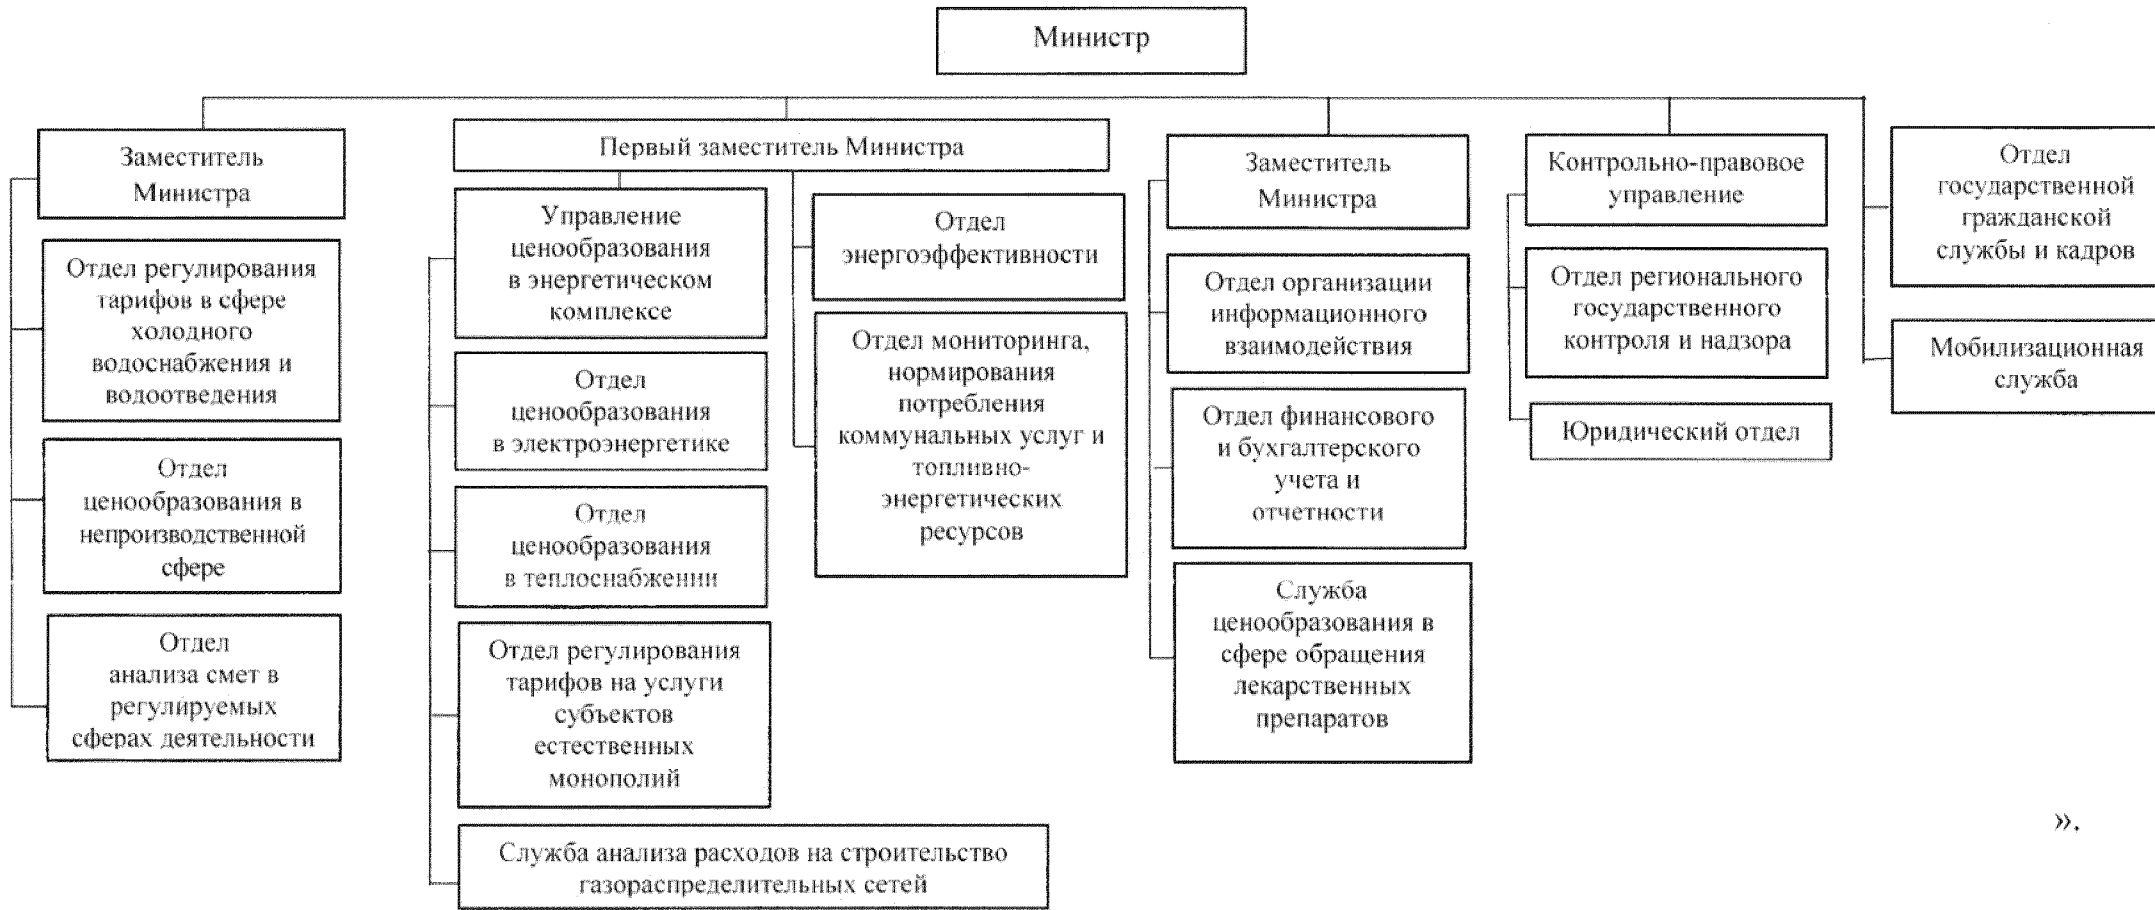 Министр
Заместитель
Министра
Отдел регулирования
тарифов в сфере
холодного
водоснабжения и
водоотведения
Отдел
ценообразования в
непроизводственной
сфере
Отдел
анализа смет в
регулируемых
сферах деятельности
Первый заместитель Министра
Управление
ценообразования
в энергетическом
комплексе
Отдел
ценообразования
в электроэнергетике
Отдел
ценообразования
в теплоснабжении
Отдел регулирования
тарифов на услуги
субъектов
естественных
монополий
Служба анализа расходов на строительство
газораспределительных сетей
Отдел
энергоэффективности
Отдел мониторинга,
нормирования
потребления
коммунальных услуг и
топливно-
энергетических
ресурсов
Заместитель
Министра
Отдел организации
информационного
взаимодействия
Отдел финансового
и бухгалтерского
учета и
отчетности
Служба
ценообразования в
сфере обращения
лекарственных
препаратов
Контрольно-правовое
управление
Отдел регионального
государственного
контроля и надзора
Юридический отдел
Отдел
государственной
гражданской
службы и кадров
Мобилизационная
служба
».